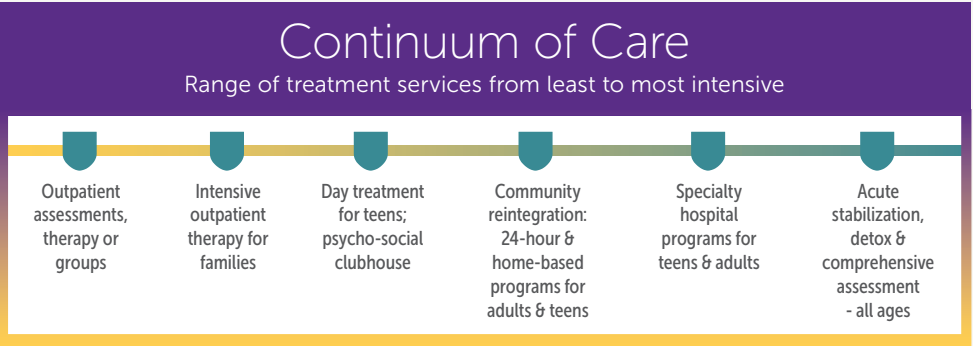 Continuum of Care
Range of treatment services from least to most intensive
Outpatient
assessments,
therapy or
groups
Intensive
outpatient
therapy for
families
Day treatment
for teens;
psycho-social
clubhouse
Community
reintegration:
24-hour &
home-based
programs for
adults & teens
Specialty
hospital
programs for
teens & adults
Acute
stabilization,
detox &
comprehensive
assessment
- all ages